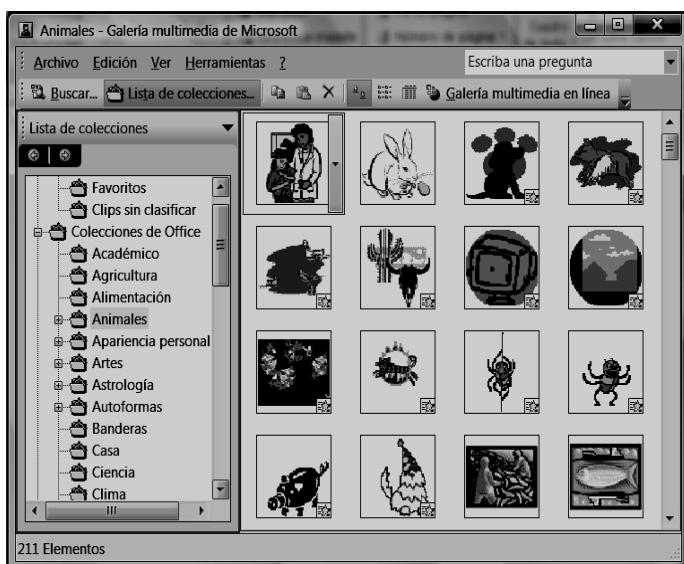 Animales - Galería multimedia de Microsoft
Archivo Edición Ver Herramientas ? Escriba una pregunta
Buscar... Lista de colecciones... Galería multimedia en línea
Lista de colecciones
Favoritos
Clips sin clasificar
Colecciones de Office
Académico
Agricultura
Alimentación
Animales
Apariencia personal
Artes
Astrología
Autoformas
Banderas
Casa
Ciencia
Clima
211 Elementos